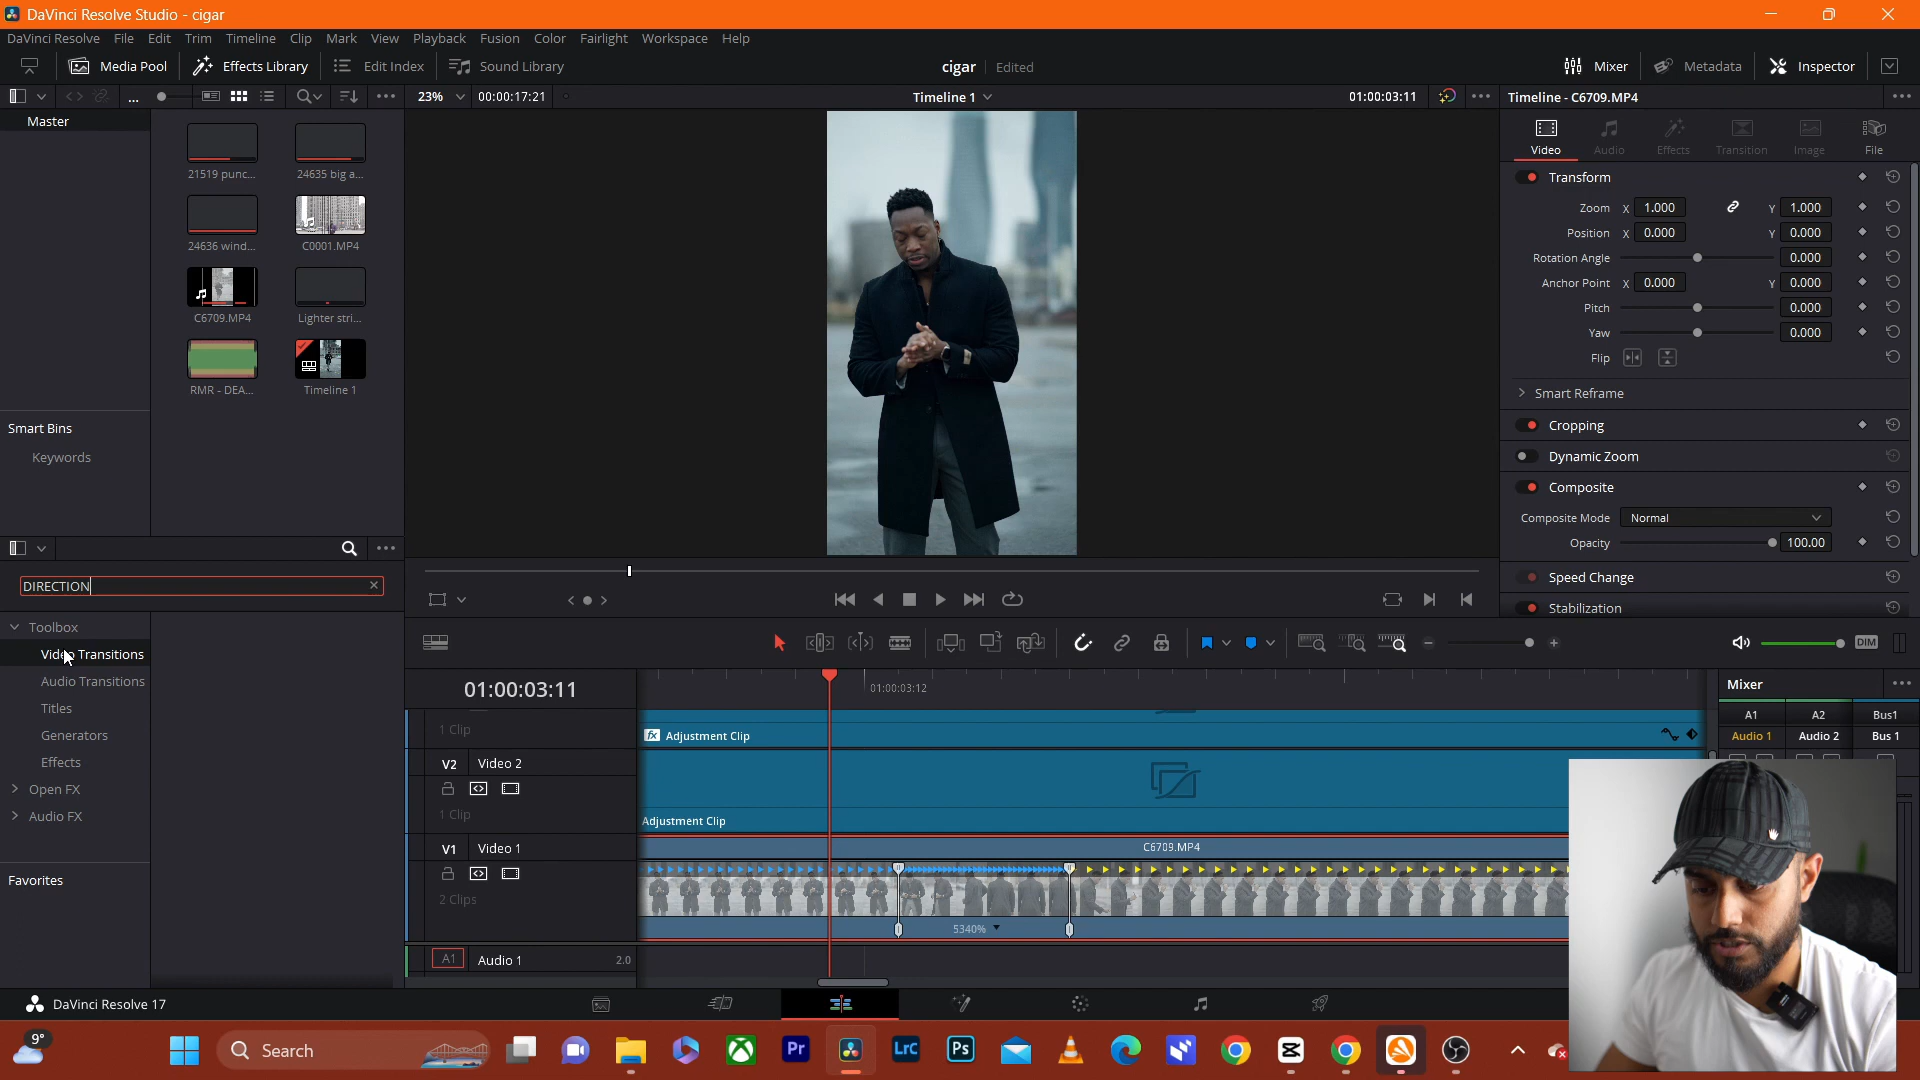 DaVinci Resolve Studio - cigar
DaVinci Resolve File Edit Trim Timeline Clip Mark View Playback Fusion Color Fairlight Workspace Help
Media Pool Effects Library Edit Index Sound Library cigar Edited Mixer Metadata Inspector
23% 00:00:17:21 Timeline 1 01:00:03:11 Timeline - C6709.MP4
Master
21519 punc... 24635 big a...
24636 wind... C0001.MP4
C6709.MP4 Lighter stri...
RMR - DEA... Timeline 1
Smart Bins
Keywords
Video Audio Effects Transition Image File
Transform
Zoom X 1.000 Y 1.000
Position X 0.000 Y 0.000
Rotation Angle 0.000
Anchor Point X 0.000 Y 0.000
Pitch 0.000
Yaw 0.000
Flip
Smart Reframe
Cropping
Dynamic Zoom
Composite
Composite Mode Normal
Opacity 100.00
Speed Change
Stabilization
DIRECTION
Toolbox
Video Transitions
Audio Transitions
Titles
Generators
Effects
Open FX
Audio FX
Favorites
DIM
01:00:03:11 01:00:03:12
1 Clip fx Adjustment Clip
V2 Video 2
1 Clip Adjustment Clip
V1 Video 1 C6709.MP4
2 Clips 5340%
A1 Audio 1 2.0
Mixer
A1 A2 Bus1
Audio 1 Audio 2 Bus 1
DaVinci Resolve 17
9° Search Pr LrC Ps